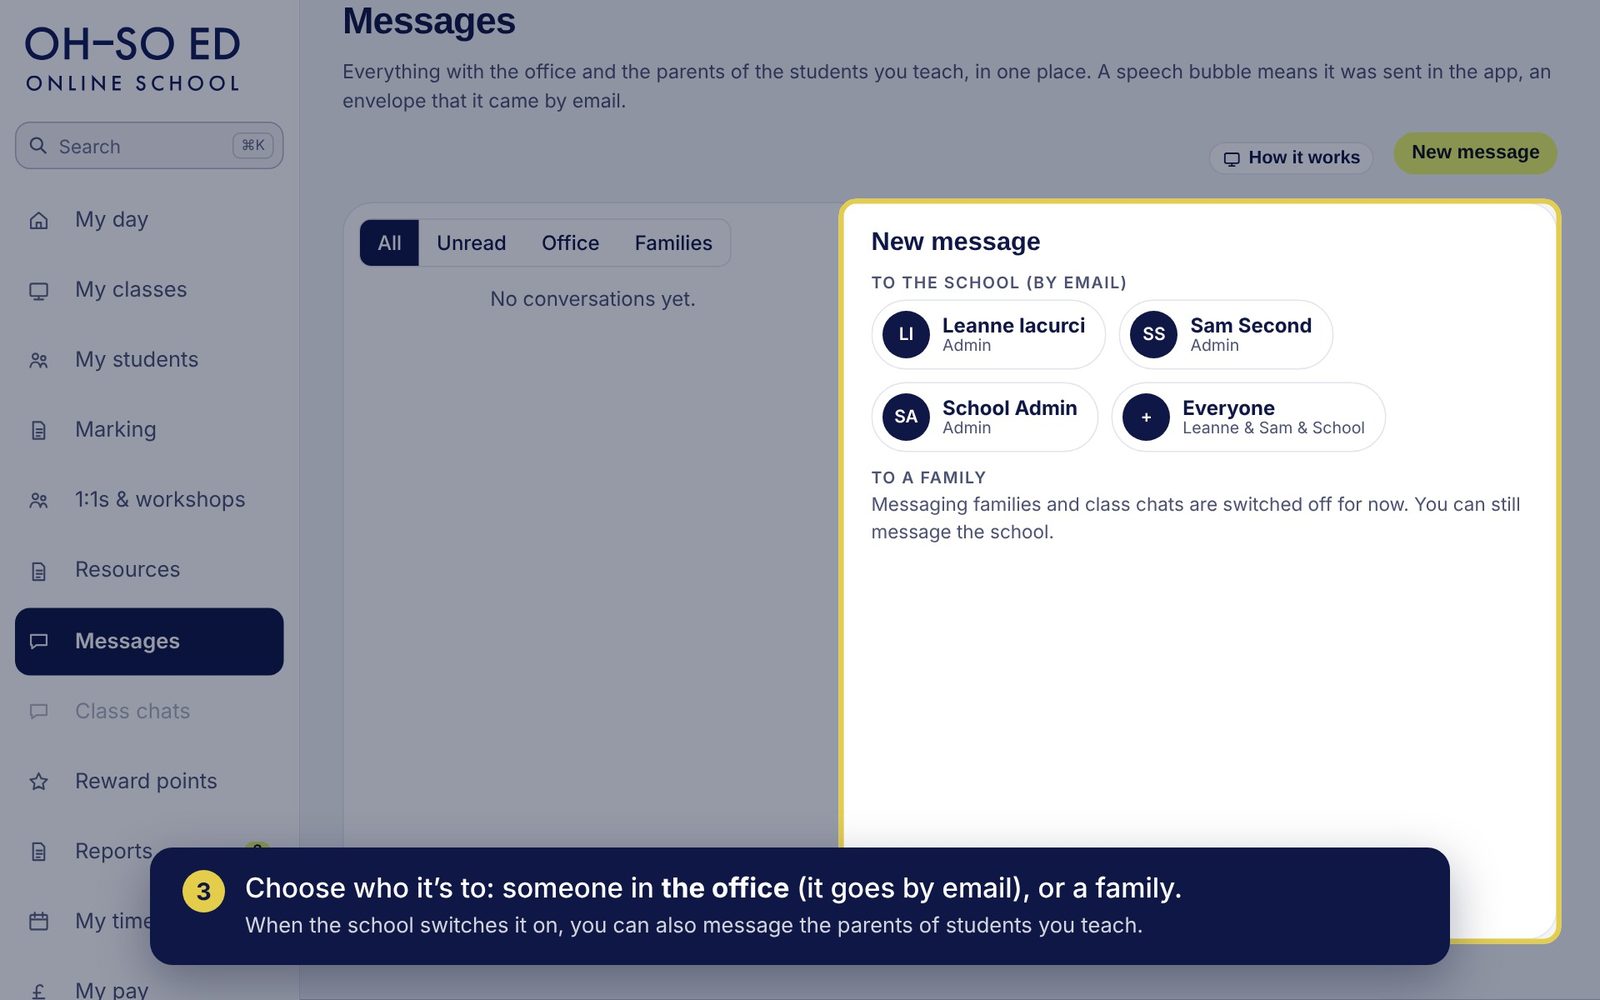 OH–SO ED
ONLINE SCHOOL
Search
⌘K
My day
My classes
My students
Marking
1:1s & workshops
Resources
Messages
Class chats
Reward points
Reports
My time
My pay
Messages
Everything with the office and the parents of the students you teach, in one place. A speech bubble means it was sent in the app, an
envelope that it came by email.
How it works
New message
All
Unread
Office
Families
No conversations yet.
New message
TO THE SCHOOL (BY EMAIL)
LI
Leanne Iacurci
Admin
SS
Sam Second
Admin
SA
School Admin
Admin
+
Everyone
Leanne & Sam & School
TO A FAMILY
Messaging families and class chats are switched off for now. You can still
message the school.
3
Choose who it’s to: someone in the office (it goes by email), or a family.
When the school switches it on, you can also message the parents of students you teach.